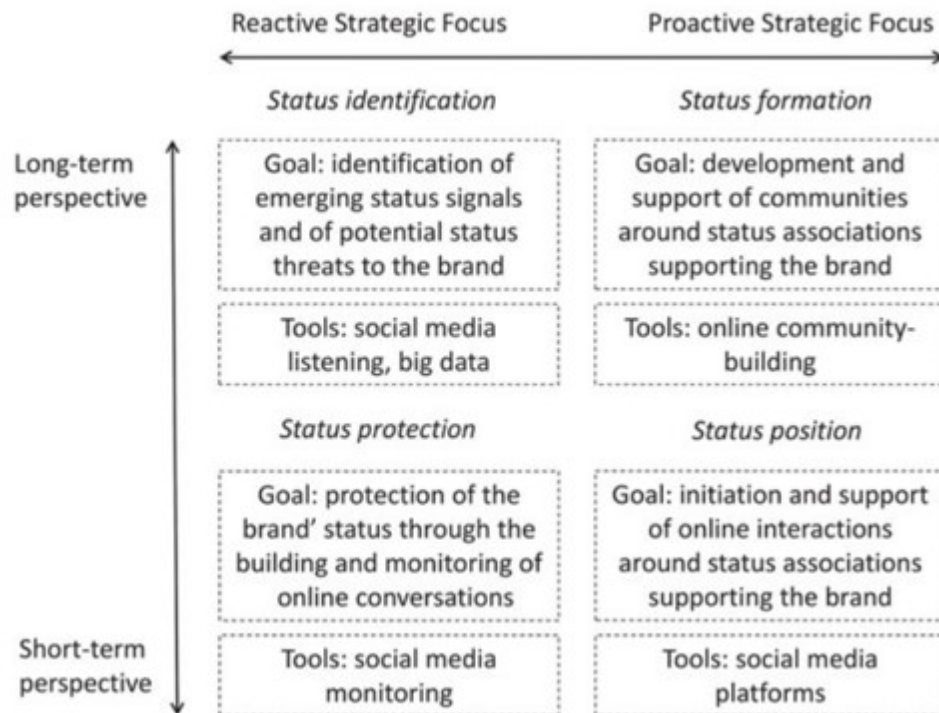 Reactive Strategic Focus
Proactive Strategic Focus
Status identification
Status formation
Long-term
perspective
Goal: identification of
emerging status signals
and of potential status
threats to the brand
Goal: development and
support of communities
around status associations
supporting the brand
Tools: social media
listening, big data
Tools: online community-
building
Status protection
Status position
Goal: protection of the
brand’ status through the
building and monitoring of
online conversations
Goal: initiation and support
of online interactions
around status associations
supporting the brand
Short-term
perspective
Tools: social media
monitoring
Tools: social media
platforms